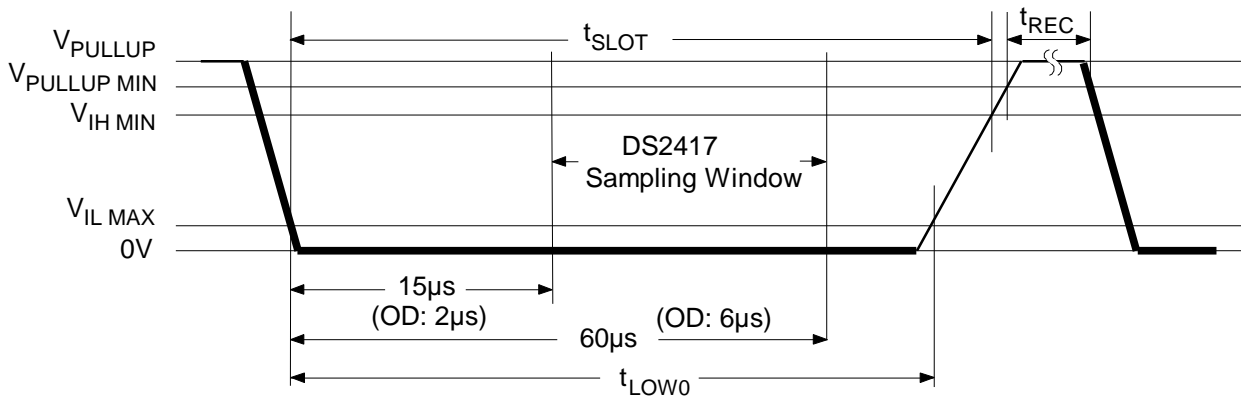 tSLOT
tREC
VPULLUP
VPULLUP MIN
VIH MIN
DS2417
Sampling Window
VIL MAX
0V
15µs
(OD: 2µs)
(OD: 6µs)
60µs
tLOW0